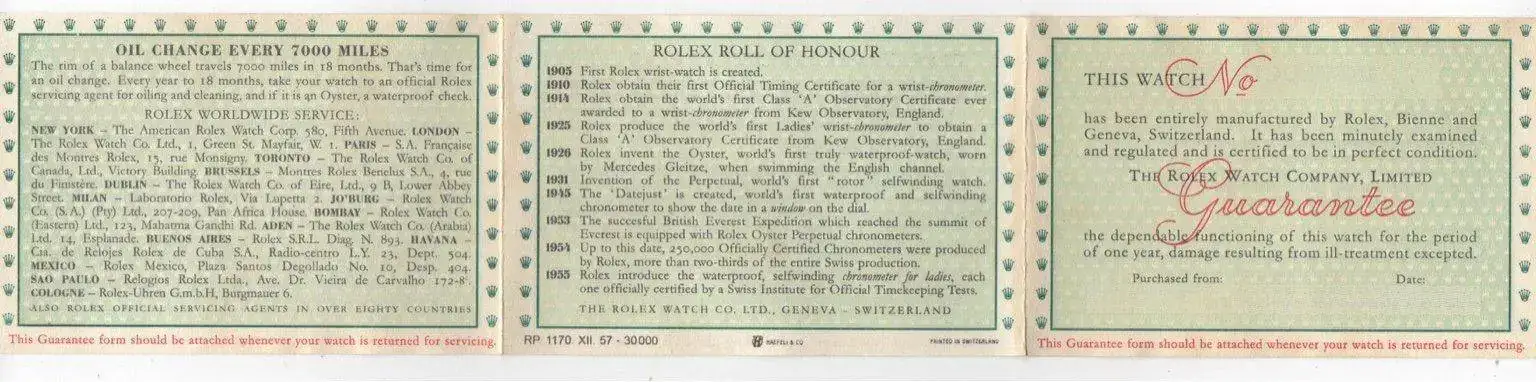 OIL CHANGE EVERY 7000 MILES
The rim of a balance wheel travels 7000 miles in 18 months. That's time for
an oil change. Every year to 18 months, take your watch to an official Rolex
servicing agent for oiling and cleaning, and if it is an Oyster, a waterproof check.
ROLEX WORLDWIDE SERVICE:
NEW YORK – The American Rolex Watch Corp. 580, Fifth Avenue. LONDON –
The Rolex Watch Co. Ltd., 1, Green St. Mayfair, W. 1. PARIS – S.A. Française
des Montres Rolex, 15, rue Monsigny. TORONTO – The Rolex Watch Co. of
Canada, Ltd., Victory Building. BRUSSELS – Montres Rolex Benelux S.A., 4, rue
du Finistère. DUBLIN – The Rolex Watch Co. of Eire, Ltd., 9 B, Lower Abbey
Street. MILAN – Laboratorio Rolex, Via Lupetta 2. JO'BURG – Rolex Watch
Co. (S.A.) (Pty) Ltd., 207-209, Pan Africa House. BOMBAY – Rolex Watch Co.
(Eastern) Ltd., 123, Mahatma Gandhi Rd. ADEN – The Rolex Watch Co. (Arabia)
Ltd. 14, Esplanade. BUENOS AIRES – Rolex S.R.L. Diag. N. 893. HAVANA –
Cia. de Relojes Rolex de Cuba S.A., Radio-centro L.Y. 23, Dept. 504.
MEXICO – Rolex Mexico, Plaza Santos Degollado No. 10, Desp. 404.
SAO PAULO – Relogios Rolex Ltda., Ave. Dr. Vieira de Carvalho 172-8º.
COLOGNE – Rolex-Uhren G.m.b.H, Burgmauer 6.
ALSO ROLEX OFFICIAL SERVICING AGENTS IN OVER EIGHTY COUNTRIES
This Guarantee form should be attached whenever your watch is returned for servicing.
ROLEX ROLL OF HONOUR
1905 First Rolex wrist-watch is created.
1910 Rolex obtain their first Official Timing Certificate for a wrist-chronometer.
1914 Rolex obtain the world's first Class 'A' Observatory Certificate ever
awarded to a wrist-chronometer from Kew Observatory, England.
1925 Rolex produce the world's first Ladies' wrist-chronometer to obtain a
Class 'A' Observatory Certificate from Kew Observatory, England.
1926 Rolex invent the Oyster, world's first truly waterproof-watch, worn
by Mercedes Gleitze, when swimming the English channel.
1931 Invention of the Perpetual, world's first "rotor" selfwinding watch.
1945 The 'Datejust' is created, world's first waterproof and selfwinding
chronometer to show the date in a window on the dial.
1953 The succesful British Everest Expedition which reached the summit of
Everest is equipped with Rolex Oyster Perpetual chronometers.
1954 Up to this date, 250,000 Officially Certified Chronometers were produced
by Rolex, more than two-thirds of the entire Swiss production.
1955 Rolex introduce the waterproof, selfwinding chronometer for ladies, each
one officially certified by a Swiss Institute for Official Timekeeping Tests.
THE ROLEX WATCH CO. LTD., GENEVA - SWITZERLAND
RP 1170 XII. 57 - 30000
HAEFELI & CO
PRINTED IN SWITZERLAND
THIS WATCH No
has been entirely manufactured by Rolex, Bienne and
Geneva, Switzerland. It has been minutely examined
and regulated and is certified to be in perfect condition.
THE ROLEX WATCH COMPANY, LIMITED
Guarantee
the dependable functioning of this watch for the period
of one year, damage resulting from ill-treatment excepted.
Purchased from: Date:
This Guarantee form should be attached whenever your watch is returned for servicing.